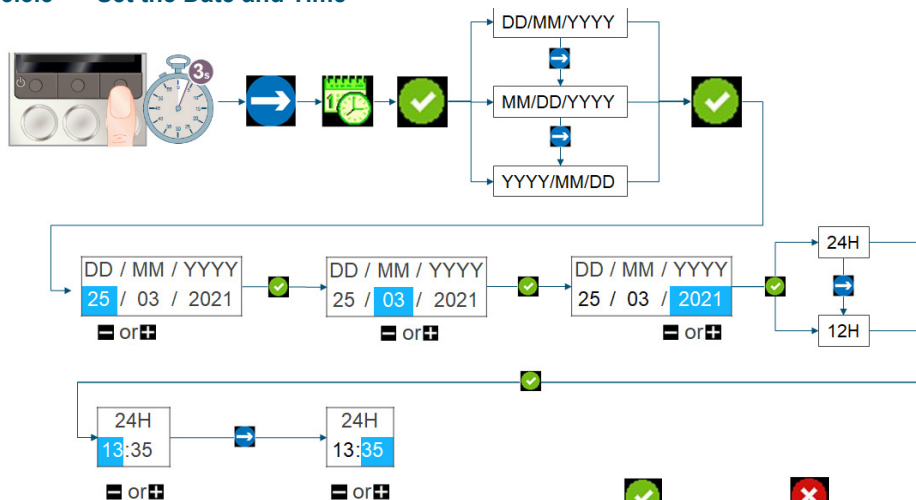 Set the Date and Time
DD/MM/YYYY
3s
MM/DD/YYYY
YYYY/MM/DD
DD / MM / YYYY
25 / 03 / 2021
or
DD / MM / YYYY
25 / 03 / 2021
or
DD / MM / YYYY
25 / 03 / 2021
or
24H
12H
24H
13:35
or
24H
13:35
or